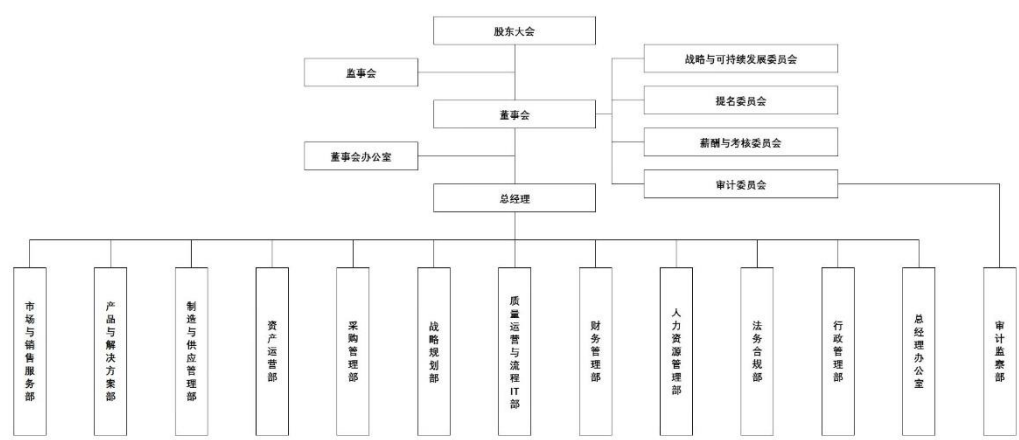 股东大会
监事会
战略与可持续发展委员会
提名委员会
董事会
薪酬与考核委员会
董事会办公室
审计委员会
总经理
市场与销售服务部
产品与解决方案部
制造与供应管理部
资产运营部
采购管理部
战略规划部
质量运营与流程IT部
财务管理部
人力资源管理部
法务合规部
行政管理部
总经理办公室
审计监察部